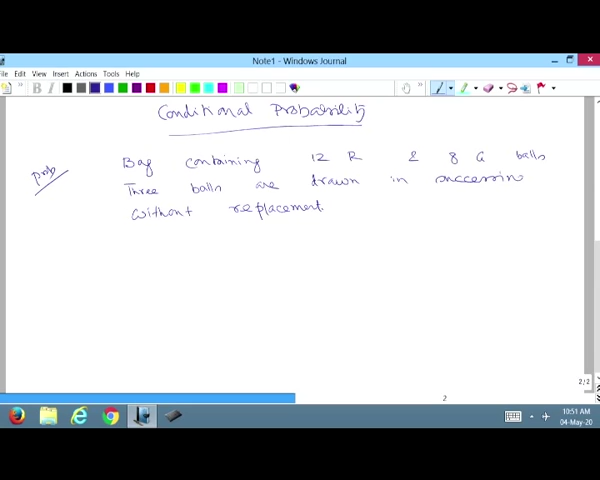 Note1 - Windows Journal
File Edit View Insert Actions Tools Help
B I
Conditional Probability
Prob
Bag containing 12 R & 8 G balls
Three balls are drawn in succession
without replacement.
2 / 2
2
10:51 AM
04-May-20